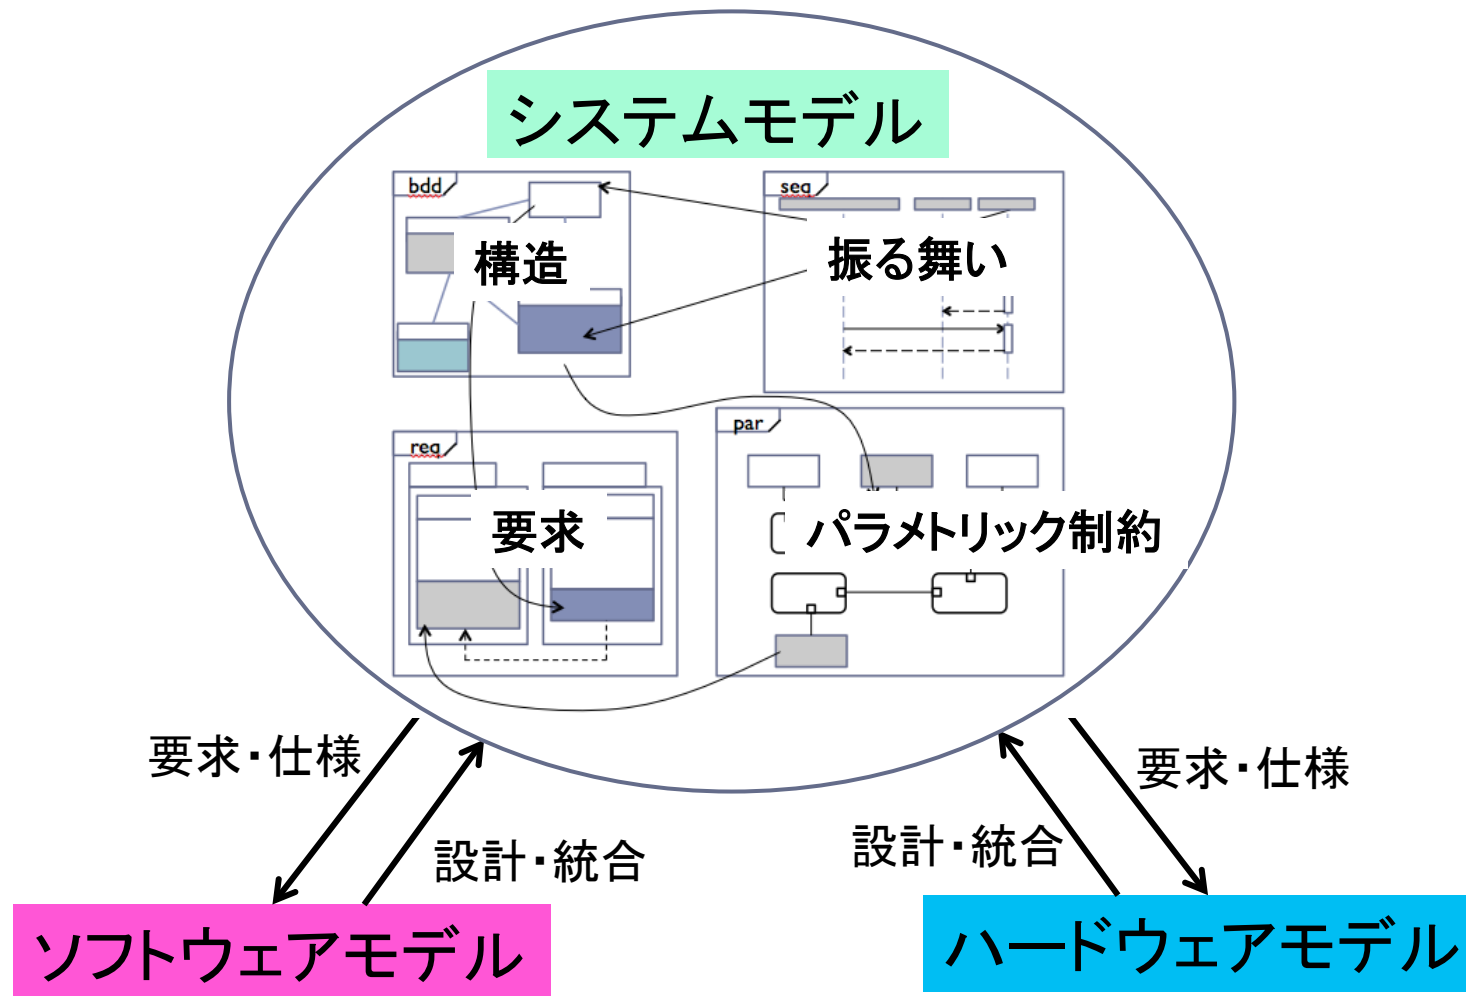 システムモデル
bdd
seq
構造
振る舞い
req
par
要求
パラメトリック制約
要求・仕様
要求・仕様
設計・統合
設計・統合
ソフトウェアモデル
ハードウェアモデル